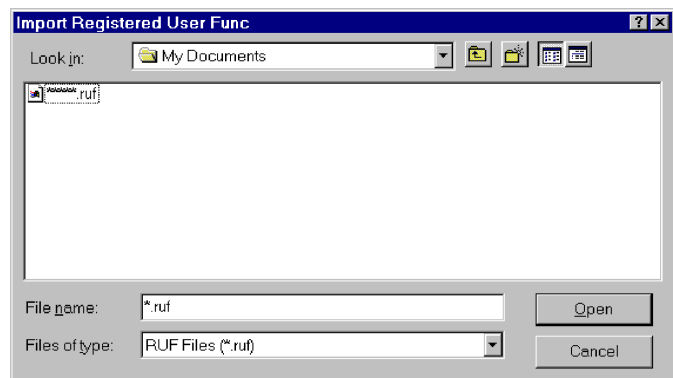 Import Registered User Func
Look in: My Documents
*****.ruf
File name: *.ruf Open
Files of type: RUF Files (*.ruf) Cancel